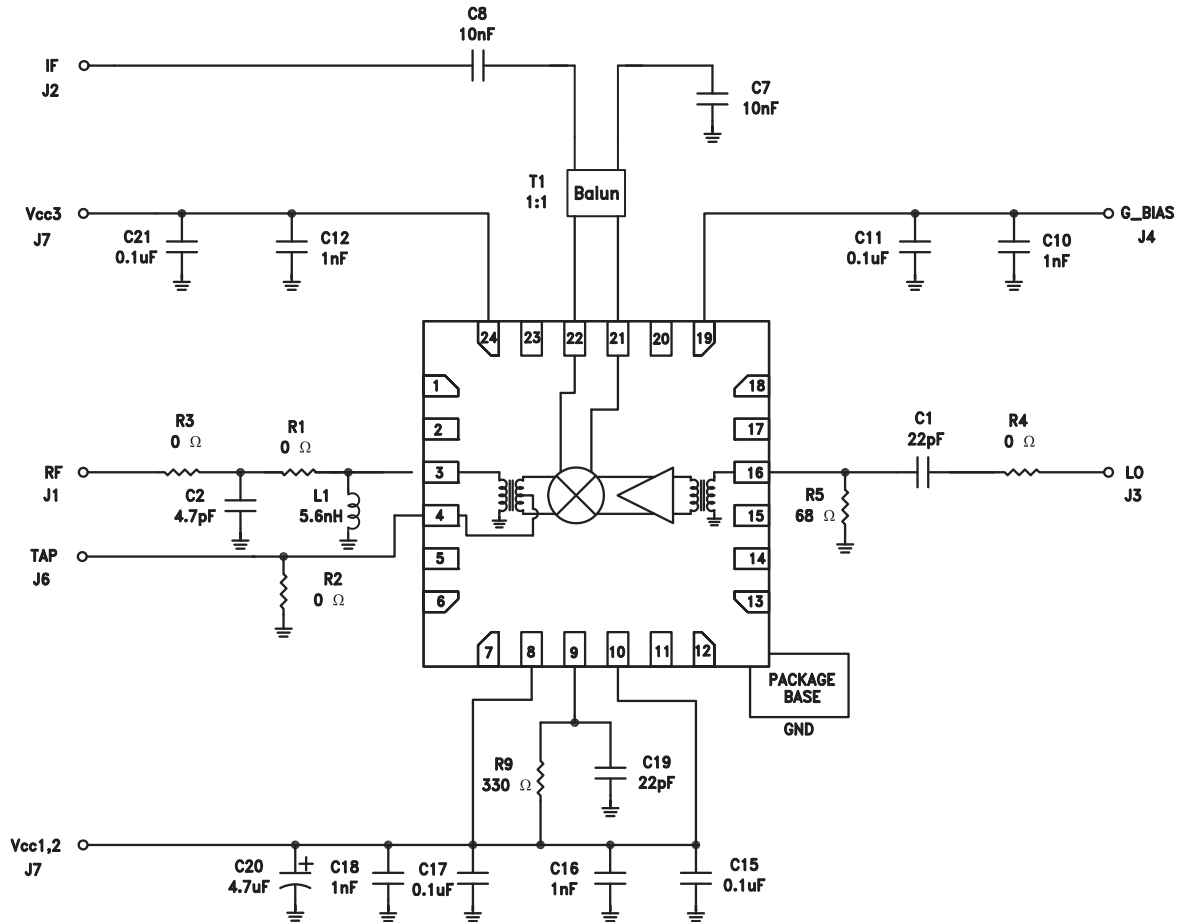 C8
10nF
IF
J2
C7
10nF
T1
1:1
Balun
Vcc3
J7
C21
0.1uF
C12
1nF
C11
0.1uF
C10
1nF
G_BIAS
J4
24
23
22
21
20
19
1
2
3
4
5
6
18
17
16
15
14
13
7
8
9
10
11
12
R3
0 Ω
R1
0 Ω
RF
J1
C2
4.7pF
L1
5.6nH
TAP
J6
R2
0 Ω
C1
22pF
R4
0 Ω
LO
J3
R5
68 Ω
PACKAGE
BASE
GND
R9
330 Ω
C19
22pF
Vcc1,2
J7
C20
4.7uF
+
C18
1nF
C17
0.1uF
C16
1nF
C15
0.1uF